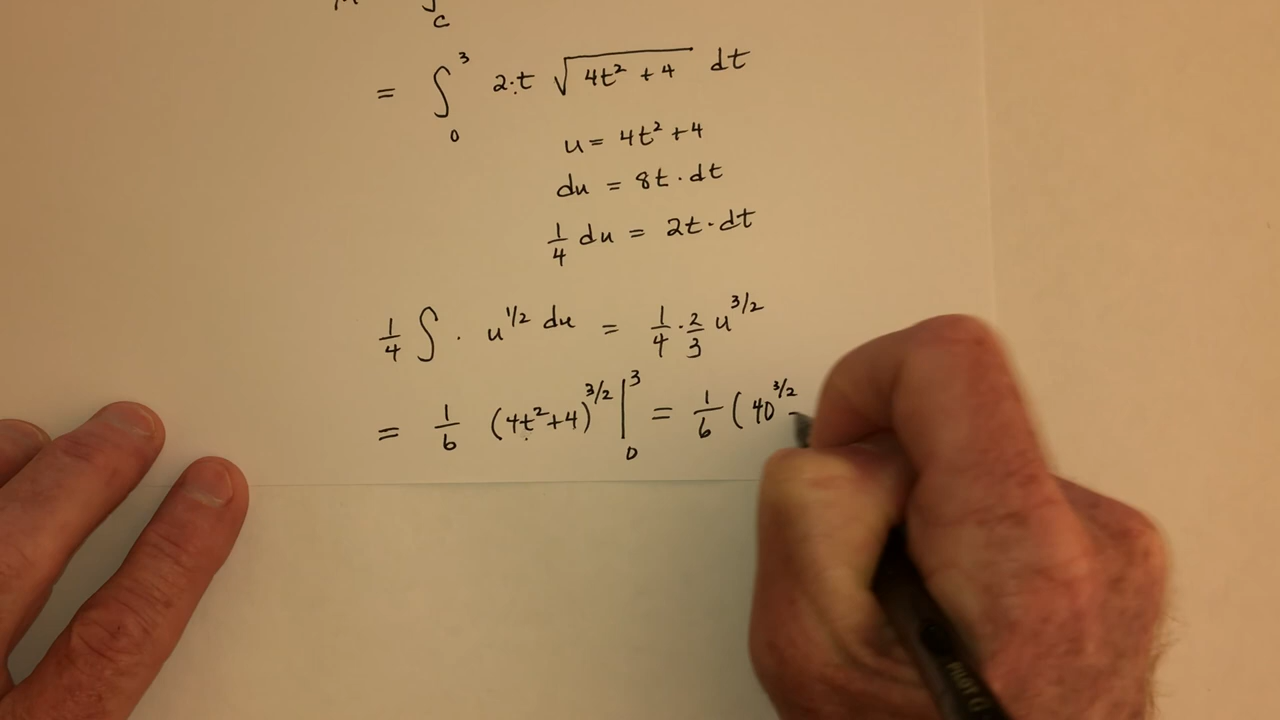 C
= ∫₀³ 2·t √(4t² + 4) dt
u = 4t² + 4
du = 8t · dt
1/4 du = 2t · dt
1/4 ∫ · u^(1/2) du = 1/4 · 2/3 u^(3/2)
= 1/6 (4t²+4)^(3/2) |₀³ = 1/6 (40^(3/2) -
PILOT G